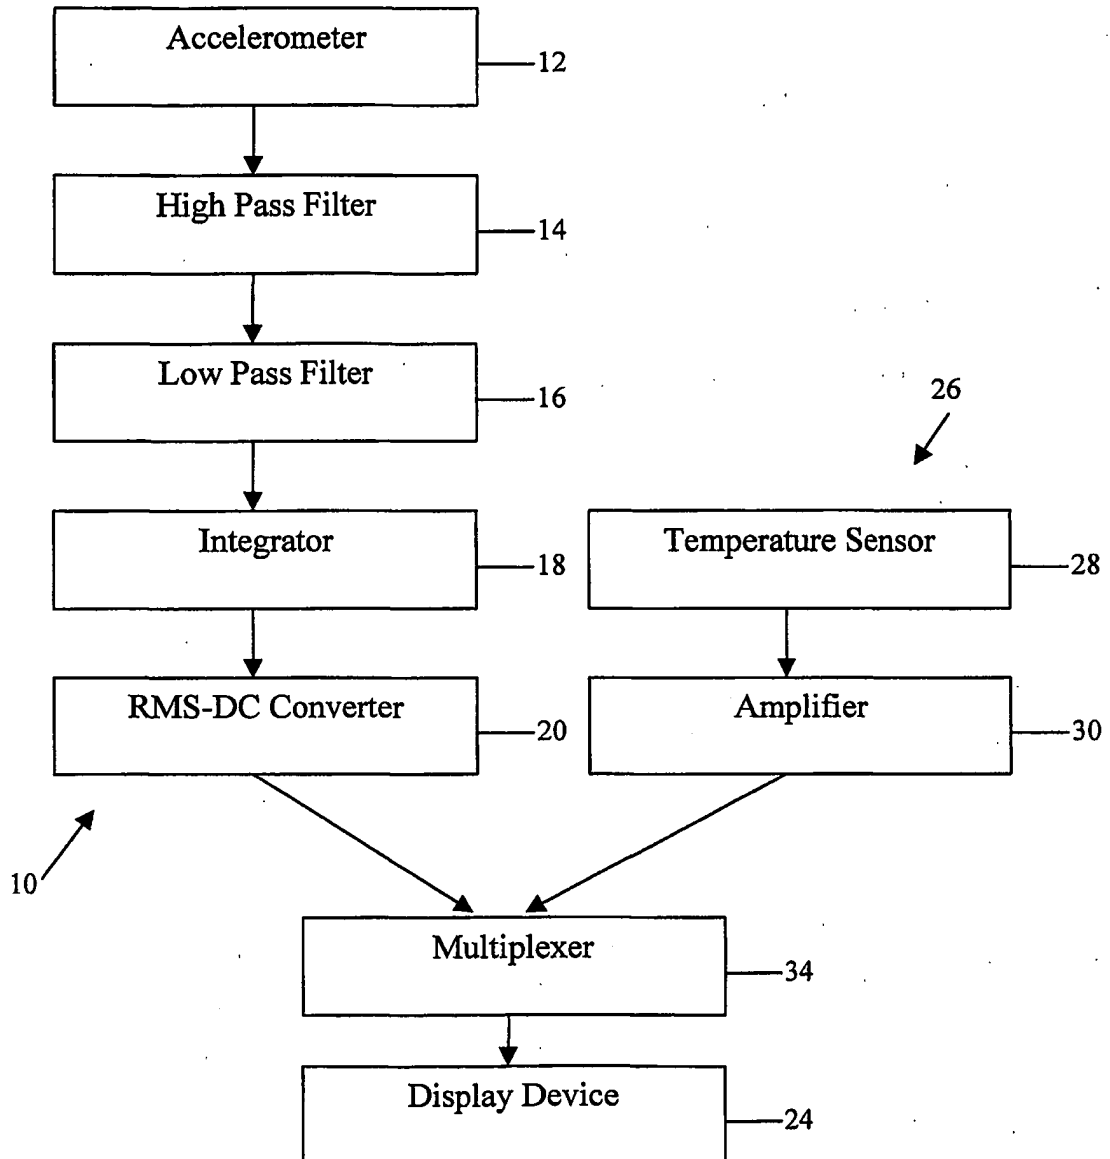 Accelerometer
12
High Pass Filter
14
Low Pass Filter
16
26
Integrator
18
Temperature Sensor
28
RMS-DC Converter
20
Amplifier
30
10
Multiplexer
34
Display Device
24